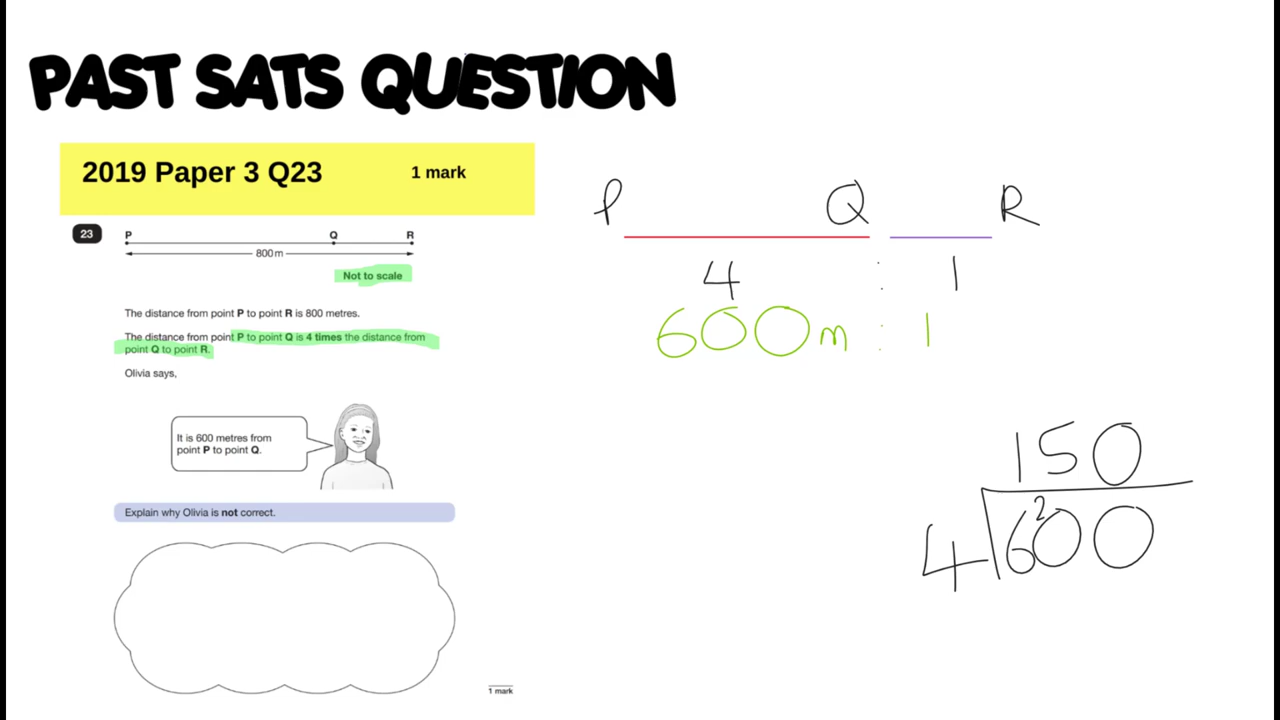 PAST SATS QUESTION
2019 Paper 3 Q23 1 mark
23
P Q R
800 m
Not to scale
The distance from point P to point R is 800 metres.
The distance from point P to point Q is 4 times the distance from
point Q to point R.
Olivia says,
It is 600 metres from
point P to point Q.
Explain why Olivia is not correct.
1 mark
P Q R
4 : 1
600m : 1
150
4 6²00